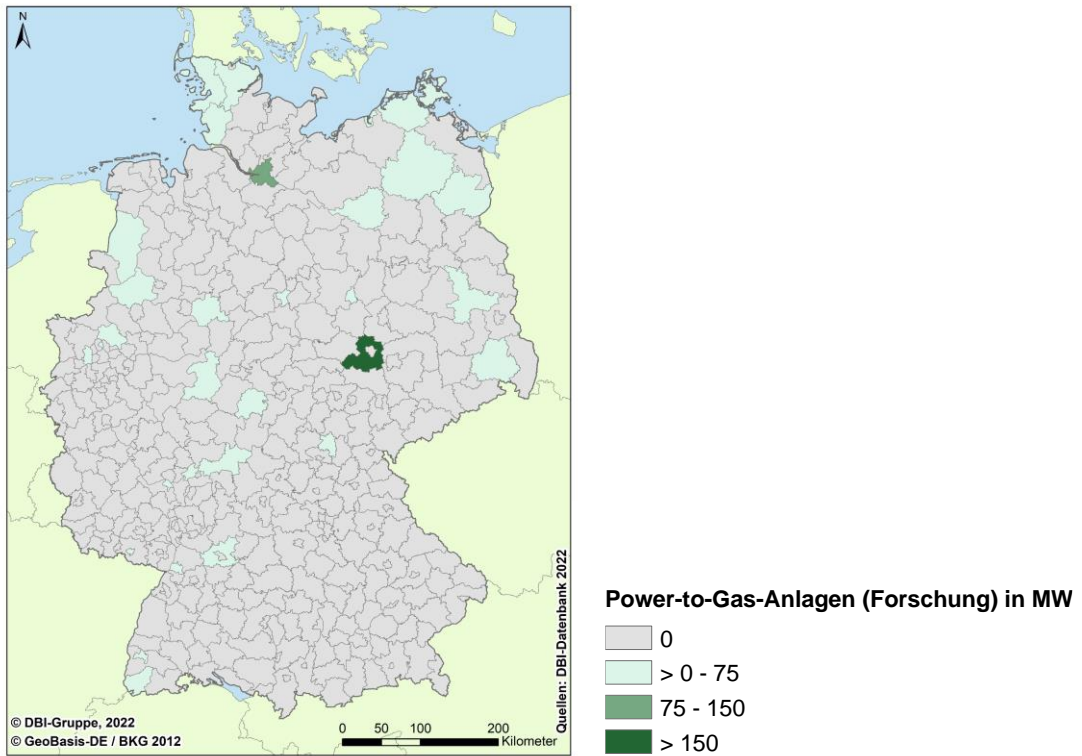 N
Quellen: DBI-Datenbank 2022
© DBI-Gruppe, 2022
© GeoBasis-DE / BKG 2012
0 50 100 200
Kilometer
Power-to-Gas-Anlagen (Forschung) in MW
0
> 0 - 75
75 - 150
> 150